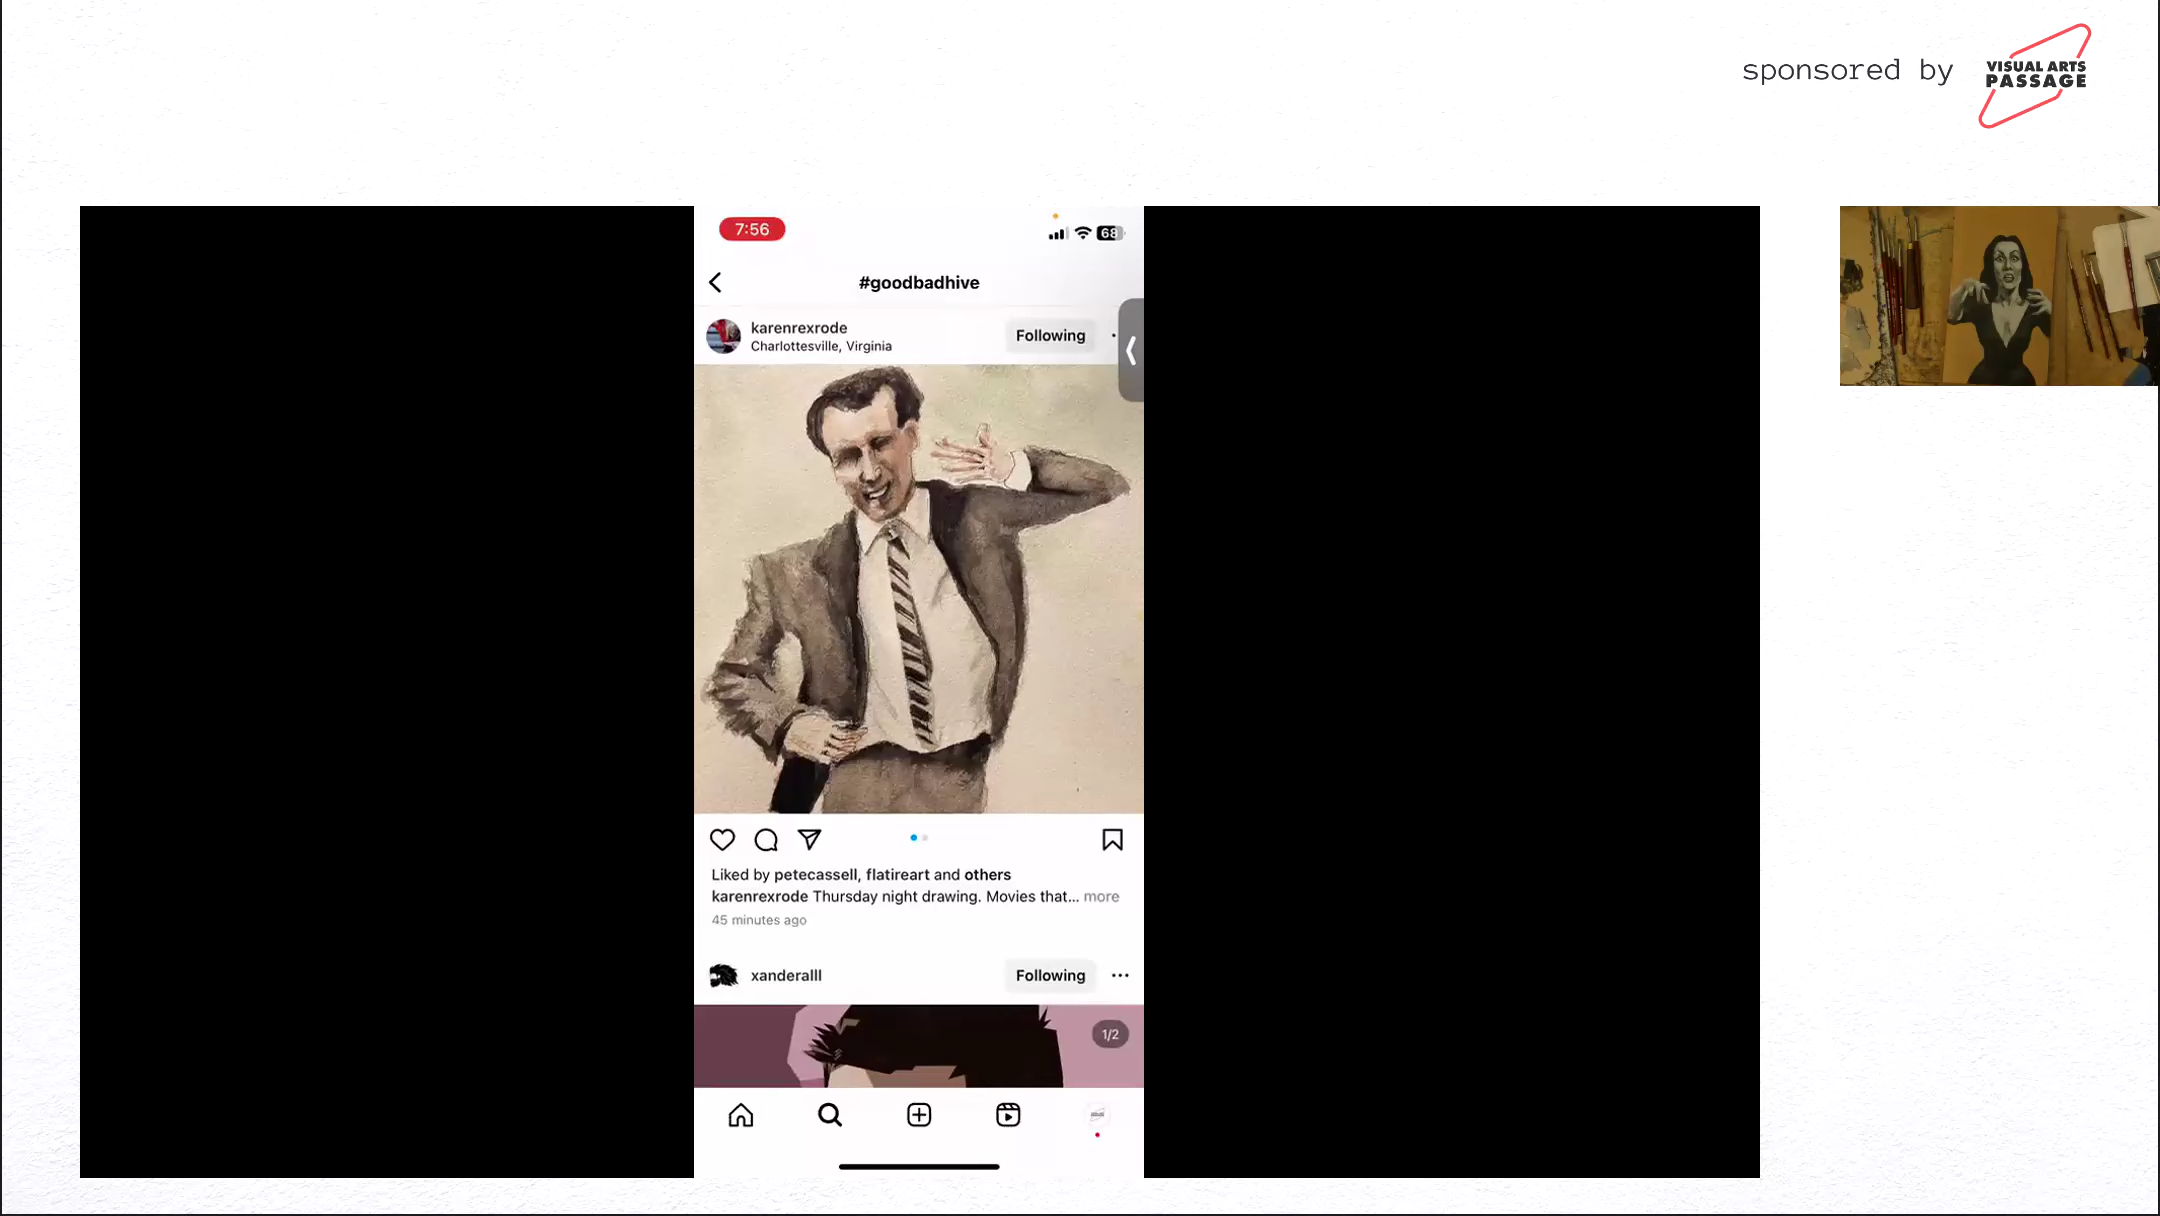 sponsored by
VISUAL ARTS
PASSAGE
7:56
68
#goodbadhive
karenrexrode
Charlottesville, Virginia
Following
Liked by petecassell, flatireart and others
karenrexrode Thursday night drawing. Movies that... more
45 minutes ago
xanderalll
Following
1/2